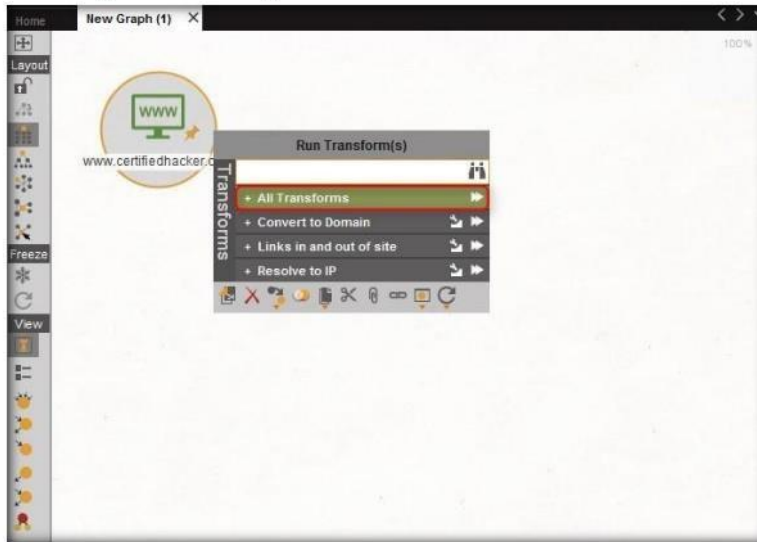 Home
New Graph (1)
100%
Layout
WWW
www.certifiedhacker.c
Run Transform(s)
Transforms
+ All Transforms
+ Convert to Domain
+ Links in and out of site
+ Resolve to IP
Freeze
View